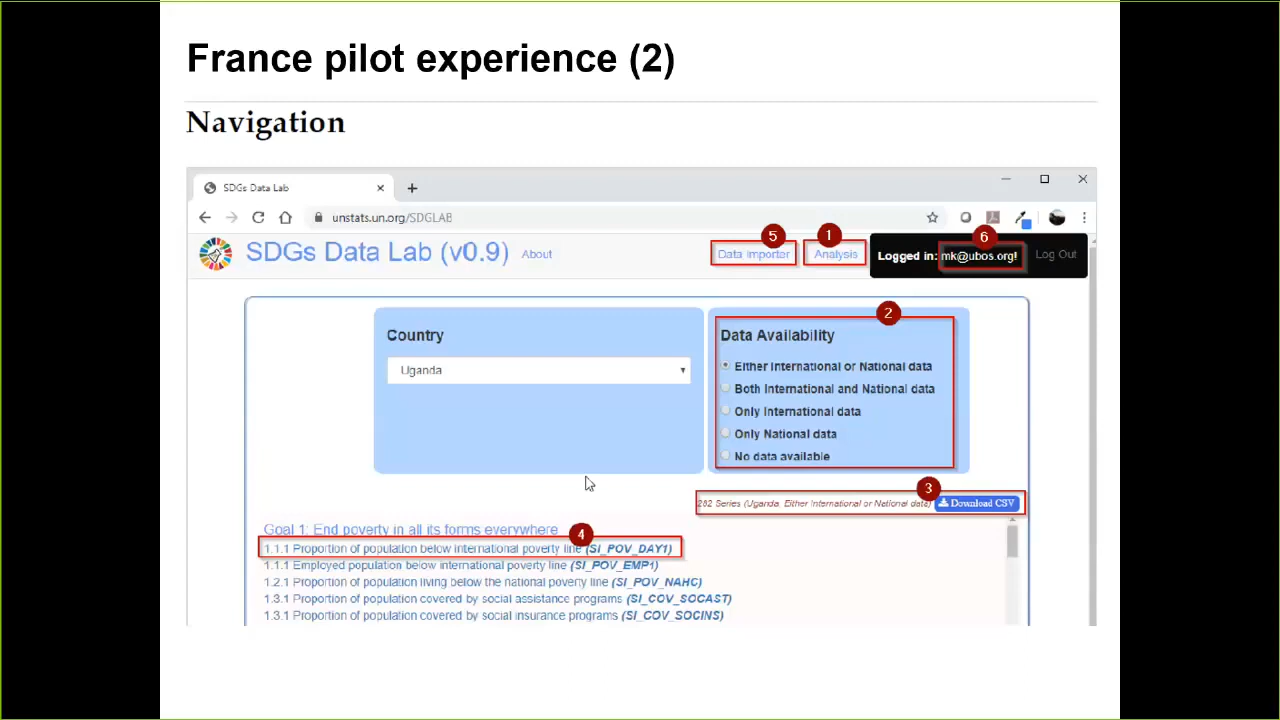 France pilot experience (2)
Navigation
SDGs Data Lab
unstats.un.org/SDGLAB
SDGs Data Lab (v0.9) About
5 1 6
Data Importer Analysis Logged in: mk@ubos.org! Log Out
2
Country
Uganda
Data Availability
Either International or National data
Both International and National data
Only International data
Only National data
No data available
3
282 Series (Uganda, Either International or National data) Download CSV
Goal 1: End poverty in all its forms everywhere
4
1.1.1 Proportion of population below international poverty line (SI_POV_DAY1)
1.1.1 Employed population below international poverty line (SI_POV_EMP1)
1.2.1 Proportion of population living below the national poverty line (SI_POV_NAHC)
1.3.1 Proportion of population covered by social assistance programs (SI_COV_SOCAST)
1.3.1 Proportion of population covered by social insurance programs (SI_COV_SOCINS)